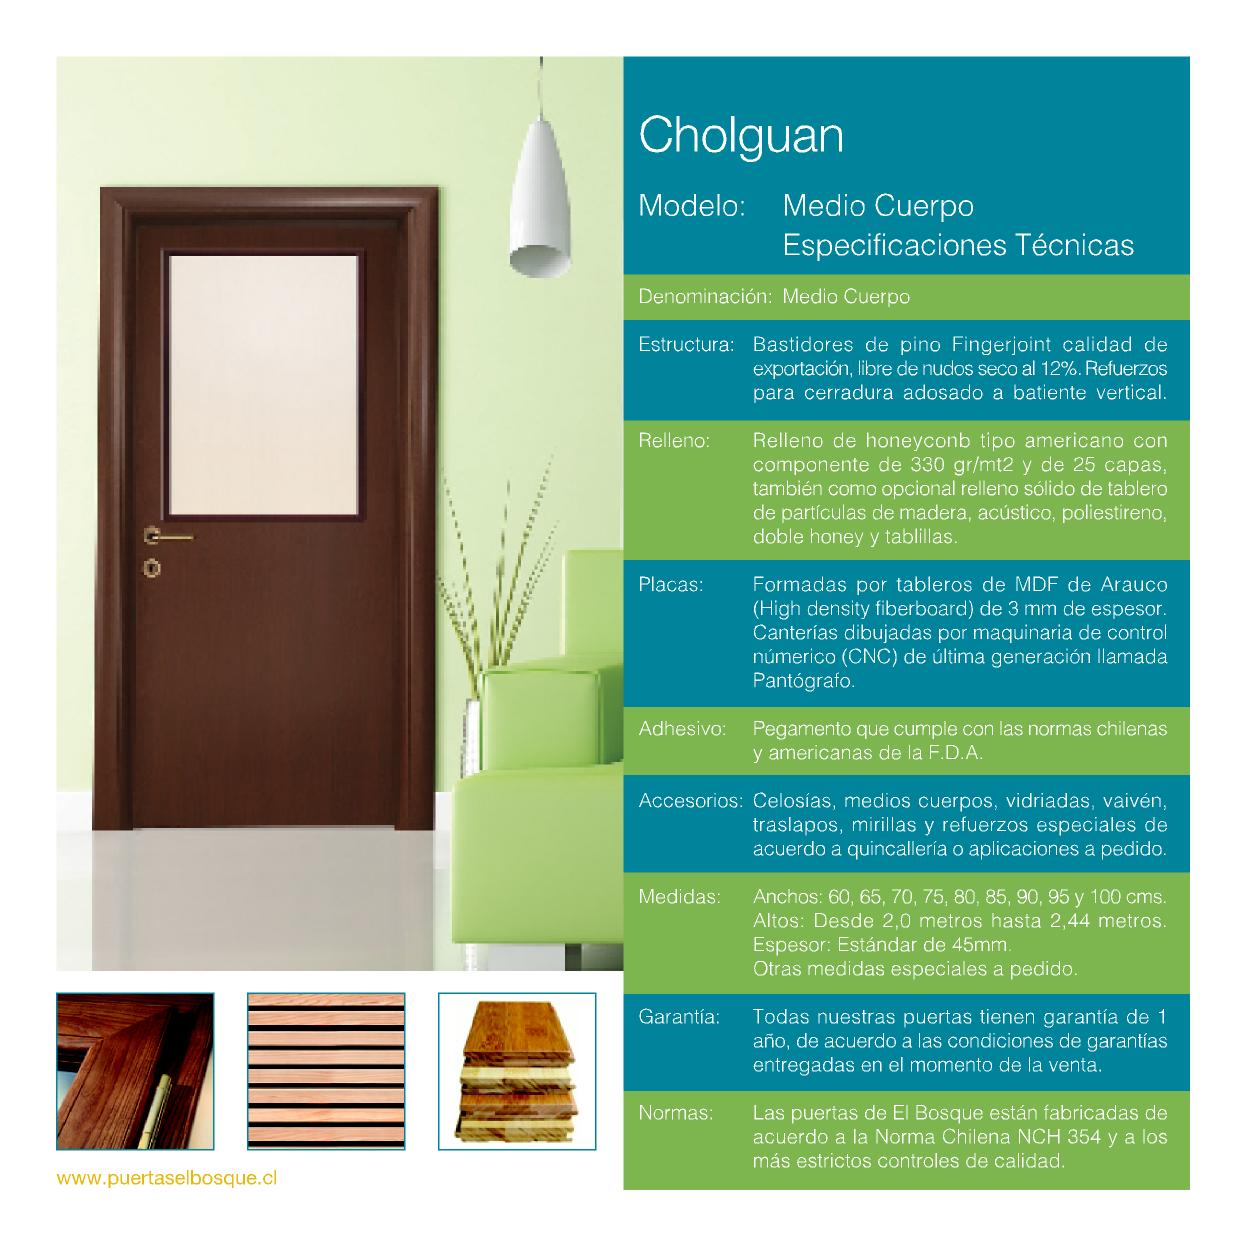 Cholguan
Modelo: Medio Cuerpo
Especificaciones Técnicas
Denominación: Medio Cuerpo
Estructura: Bastidores de pino Fingerjoint calidad de
exportación, libre de nudos seco al 12%. Refuerzos
para cerradura adosado a batiente vertical.
Relleno: Relleno de honeyconb tipo americano con
componente de 330 gr/mt2 y de 25 capas,
también como opcional relleno sólido de tablero
de partículas de madera, acústico, poliestireno,
doble honey y tablillas.
Placas: Formadas por tableros de MDF de Arauco
(High density fiberboard) de 3 mm de espesor.
Canterías dibujadas por maquinaria de control
númerico (CNC) de última generación llamada
Pantógrafo.
Adhesivo: Pegamento que cumple con las normas chilenas
y americanas de la F.D.A.
Accesorios: Celosías, medios cuerpos, vidriadas, vaivén,
traslapos, mirillas y refuerzos especiales de
acuerdo a quincallería o aplicaciones a pedido.
Medidas: Anchos: 60, 65, 70, 75, 80, 85, 90, 95 y 100 cms.
Altos: Desde 2,0 metros hasta 2,44 metros.
Espesor: Estándar de 45mm.
Otras medidas especiales a pedido.
Garantía: Todas nuestras puertas tienen garantía de 1
año, de acuerdo a las condiciones de garantías
entregadas en el momento de la venta.
Normas: Las puertas de El Bosque están fabricadas de
acuerdo a la Norma Chilena NCH 354 y a los
más estrictos controles de calidad.
www.puertaselbosque.cl